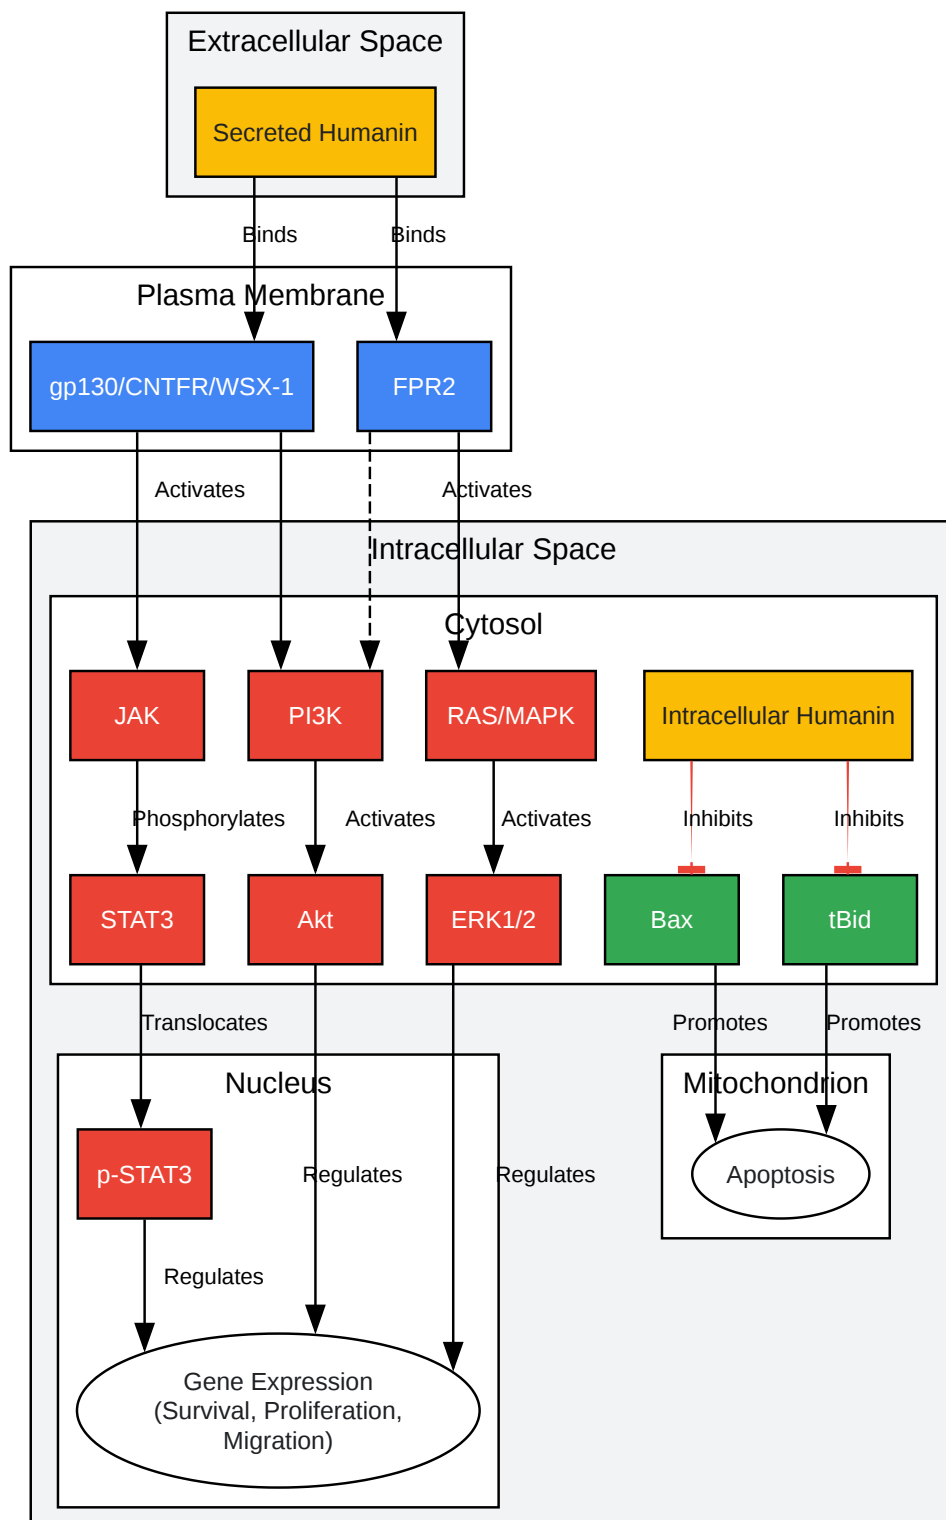 Extracellular Space
Secreted Humanin
Binds
Binds
Plasma Membrane
gp130/CNTFR/WSX-1
FPR2
Activates
Activates
Intracellular Space
Cytosol
JAK
PI3K
RAS/MAPK
Intracellular Humanin
Phosphorylates
Activates
Activates
Inhibits
Inhibits
STAT3
Akt
ERK1/2
Bax
tBid
Translocates
Promotes
Promotes
Nucleus
Mitochondrion
p-STAT3
Regulates
Regulates
Apoptosis
Regulates
Gene Expression
(Survival, Proliferation,
Migration)